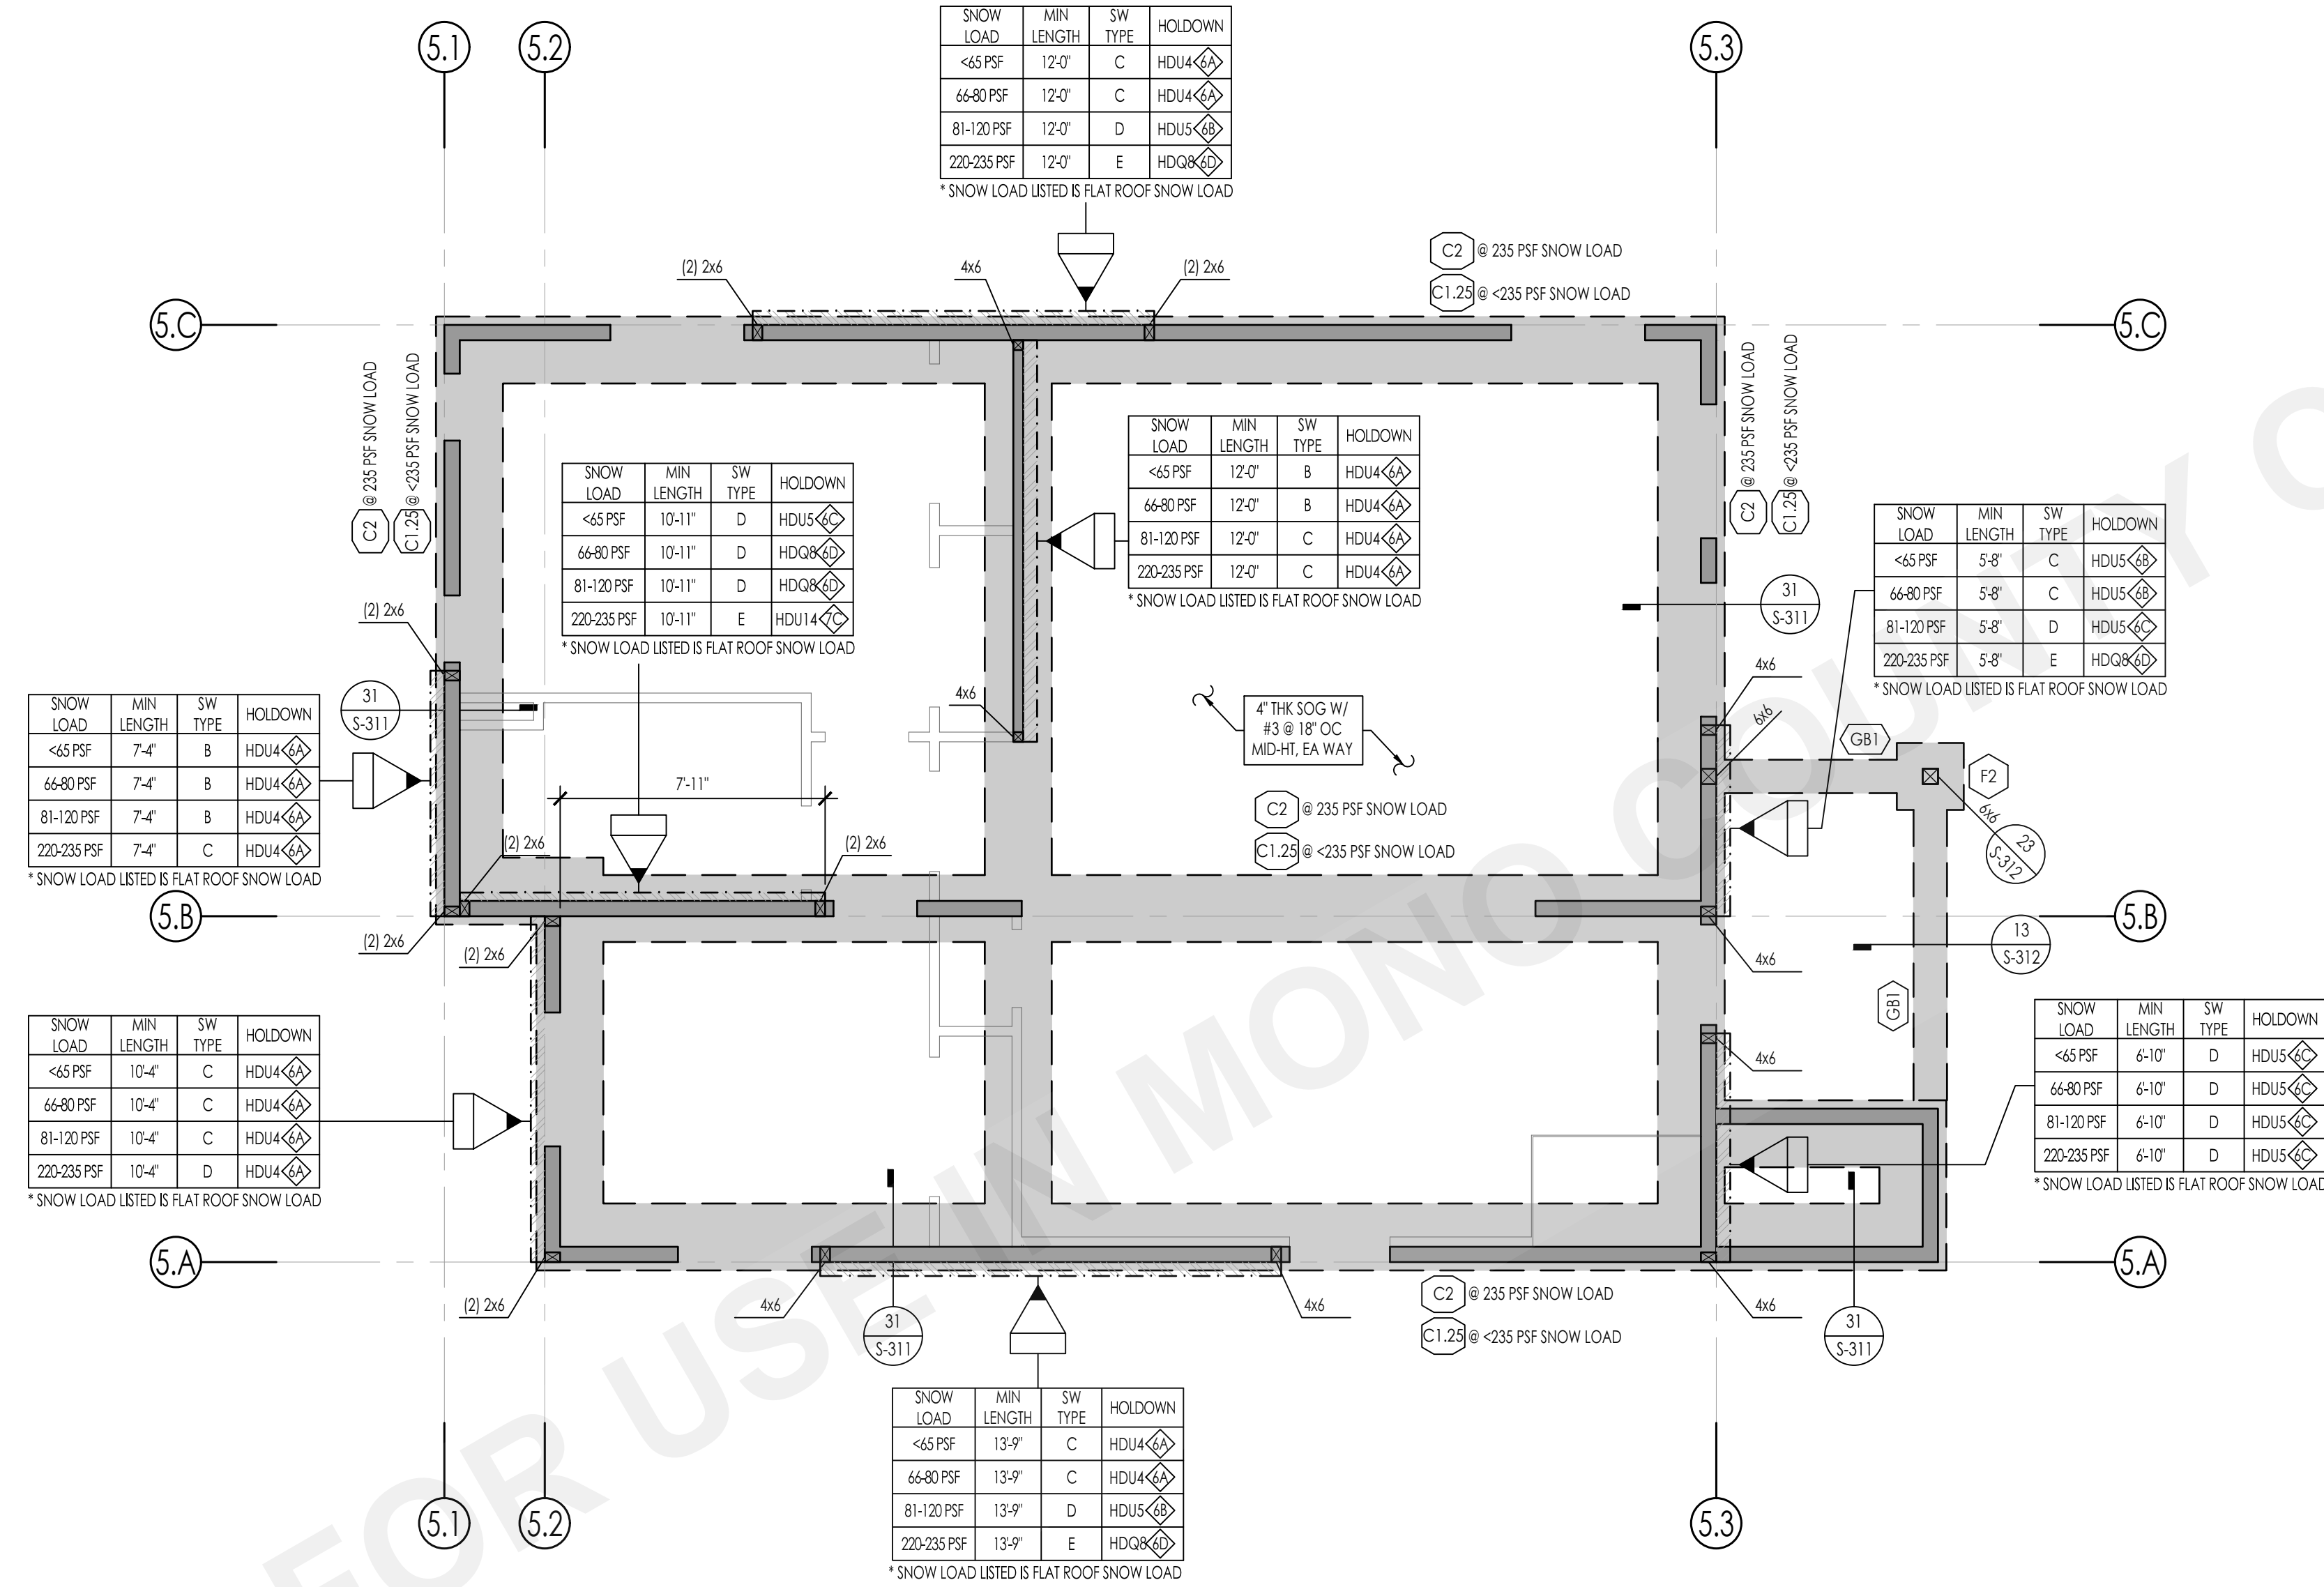 5.1
5.2
5.3
SNOW LOAD MIN LENGTH SW TYPE HOLDOWN
<65 PSF 12'-0" C HDU4 6A
66-80 PSF 12'-0" C HDU4 6A
81-120 PSF 12'-0" D HDU5 6B
220-235 PSF 12'-0" E HDQ8 6D
* SNOW LOAD LISTED IS FLAT ROOF SNOW LOAD
C2 @ 235 PSF SNOW LOAD
C1.25 @ <235 PSF SNOW LOAD
(2) 2x6
4x6
(2) 2x6
5.C
5.C
C2 @ 235 PSF SNOW LOAD
C1.25 @ <235 PSF SNOW LOAD
C2 @ 235 PSF SNOW LOAD
C1.25 @ <235 PSF SNOW LOAD
SNOW LOAD MIN LENGTH SW TYPE HOLDOWN
<65 PSF 10'-11" D HDU5 6C
66-80 PSF 10'-11" D HDQ8 6D
81-120 PSF 10'-11" D HDQ8 6D
220-235 PSF 10'-11" E HDU14 7C
* SNOW LOAD LISTED IS FLAT ROOF SNOW LOAD
SNOW LOAD MIN LENGTH SW TYPE HOLDOWN
<65 PSF 12'-0" B HDU4 6A
66-80 PSF 12'-0" B HDU4 6A
81-120 PSF 12'-0" C HDU4 6A
220-235 PSF 12'-0" C HDU4 6A
* SNOW LOAD LISTED IS FLAT ROOF SNOW LOAD
SNOW LOAD MIN LENGTH SW TYPE HOLDOWN
<65 PSF 5'-8" C HDU5 6B
66-80 PSF 5'-8" C HDU5 6B
81-120 PSF 5'-8" D HDU5 6C
220-235 PSF 5'-8" E HDQ8 6D
* SNOW LOAD LISTED IS FLAT ROOF SNOW LOAD
31
S-311
(2) 2x6
31
S-311
4x6
4x6
6x6
4" THK SOG W/
#3 @ 18" OC
MID-HT, EA WAY
GB1
F2
6x6
23
S-312
SNOW LOAD MIN LENGTH SW TYPE HOLDOWN
<65 PSF 7'-4" B HDU4 6A
66-80 PSF 7'-4" B HDU4 6A
81-120 PSF 7'-4" B HDU4 6A
220-235 PSF 7'-4" C HDU4 6A
* SNOW LOAD LISTED IS FLAT ROOF SNOW LOAD
7'-11"
C2 @ 235 PSF SNOW LOAD
C1.25 @ <235 PSF SNOW LOAD
(2) 2x6
(2) 2x6
5.B
5.B
(2) 2x6
(2) 2x6
4x6
13
S-312
GB1
SNOW LOAD MIN LENGTH SW TYPE HOLDOWN
<65 PSF 10'-4" C HDU4 6A
66-80 PSF 10'-4" C HDU4 6A
81-120 PSF 10'-4" C HDU4 6A
220-235 PSF 10'-4" D HDU4 6A
* SNOW LOAD LISTED IS FLAT ROOF SNOW LOAD
4x6
SNOW LOAD MIN LENGTH SW TYPE HOLDOWN
<65 PSF 6'-10" D HDU5 6C
66-80 PSF 6'-10" D HDU5 6C
81-120 PSF 6'-10" D HDU5 6C
220-235 PSF 6'-10" D HDU5 6C
* SNOW LOAD LISTED IS FLAT ROOF SNOW LOAD
5.A
5.A
(2) 2x6
4x6
31
S-311
4x6
C2 @ 235 PSF SNOW LOAD
C1.25 @ <235 PSF SNOW LOAD
4x6
31
S-311
SNOW LOAD MIN LENGTH SW TYPE HOLDOWN
<65 PSF 13'-9" C HDU4 6A
66-80 PSF 13'-9" C HDU4 6A
81-120 PSF 13'-9" D HDU5 6B
220-235 PSF 13'-9" E HDQ8 6D
* SNOW LOAD LISTED IS FLAT ROOF SNOW LOAD
5.1
5.2
5.3
FOR USE IN MONO COUNTY